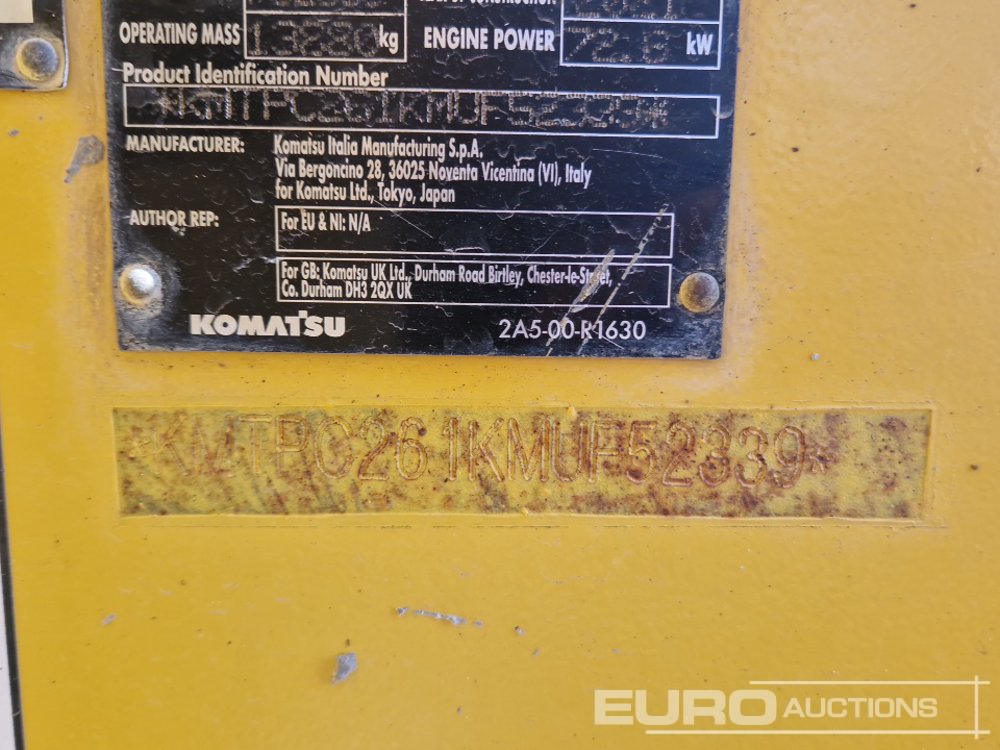 OPERATING MASS 13280 kg ENGINE POWER 72.6 kW
Product Identification Number
MANUFACTURER: Komatsu Italia Manufacturing S.p.A.
Via Bergoncino 28, 36025 Noventa Vicentina (VI), Italy
for Komatsu Ltd., Tokyo, Japan
AUTHOR REP: For EU & NI: N/A
For GB: Komatsu UK Ltd., Durham Road Birtley, Chester-le-Street,
Co. Durham DH3 2QX UK
KOMATSU 2A5-00-R1630
*KMTPC261KMUF52339*
EURO AUCTIONS